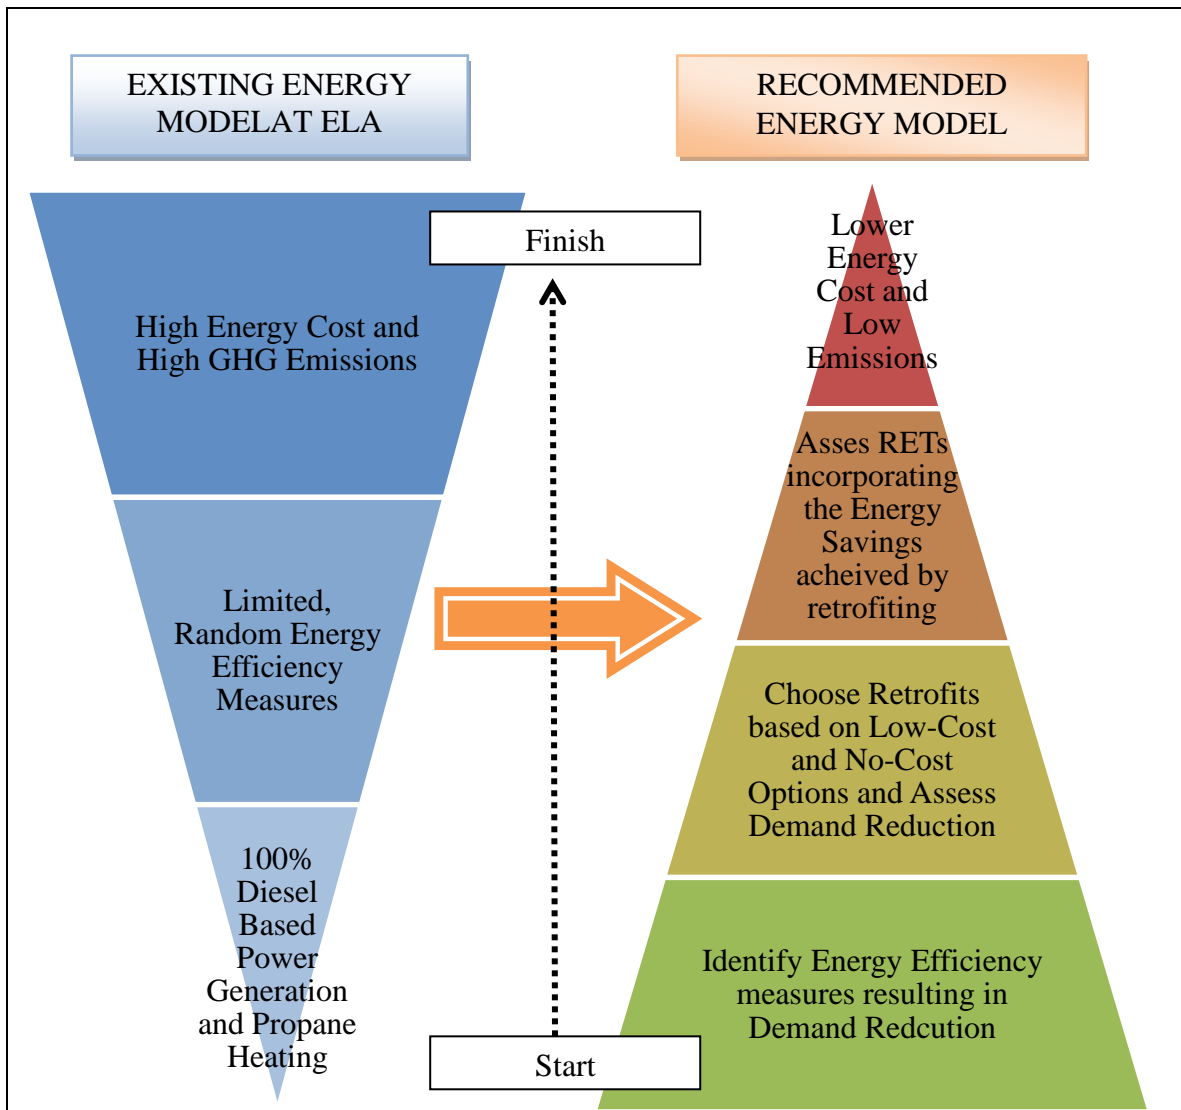 EXISTING ENERGY
MODELAT ELA
RECOMMENDED
ENERGY MODEL
High Energy Cost and
High GHG Emissions
Limited,
Random Energy
Efficiency
Measures
100%
Diesel
Based
Power
Generation
and Propane
Heating
Finish
Start
Lower
Energy
Cost and
Low
Emissions
Asses RETs
incorporating
the Energy
Savings
acheived by
retrofiting
Choose Retrofits
based on Low-Cost
and No-Cost
Options and Assess
Demand Reduction
Identify Energy Efficiency
measures resulting in
Demand Redcution